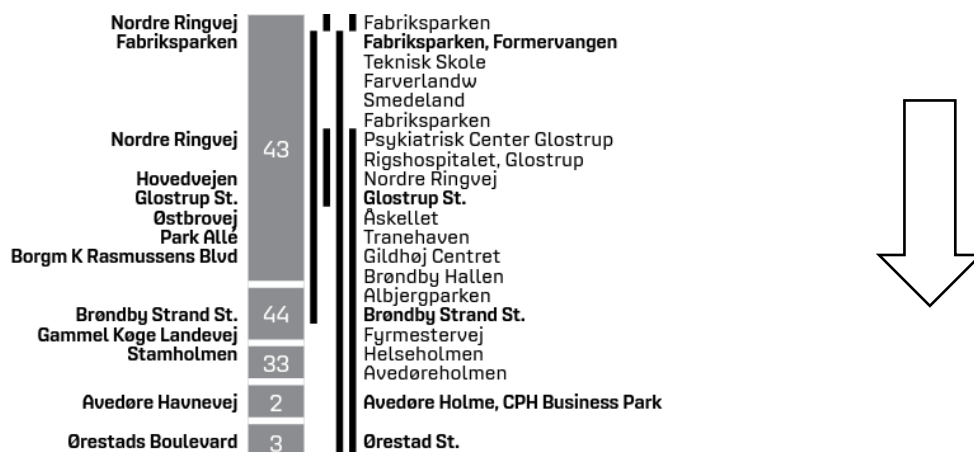 Nordre Ringvej Fabriksparken
Fabriksparken Fabriksparken, Formervangen
Teknisk Skole
Farverlandw
Smedeland
Fabriksparken
Nordre Ringvej 43 Psykiatrisk Center Glostrup
Rigshospitalet, Glostrup
Hovedvejen Nordre Ringvej
Glostrup St. Glostrup St.
Østbrovej Åskellet
Park Allé Tranehaven
Borgm K Rasmussens Blvd Gildhøj Centret
Brøndby Hallen
Albjergparken
Brøndby Strand St. 44 Brøndby Strand St.
Gammel Køge Landevej Fyrmestervej
Stamholmen 33 Helseholmen
Avedøreholmen
Avedøre Havnevej 2 Avedøre Holme, CPH Business Park
Ørestads Boulevard 3 Ørestad St.